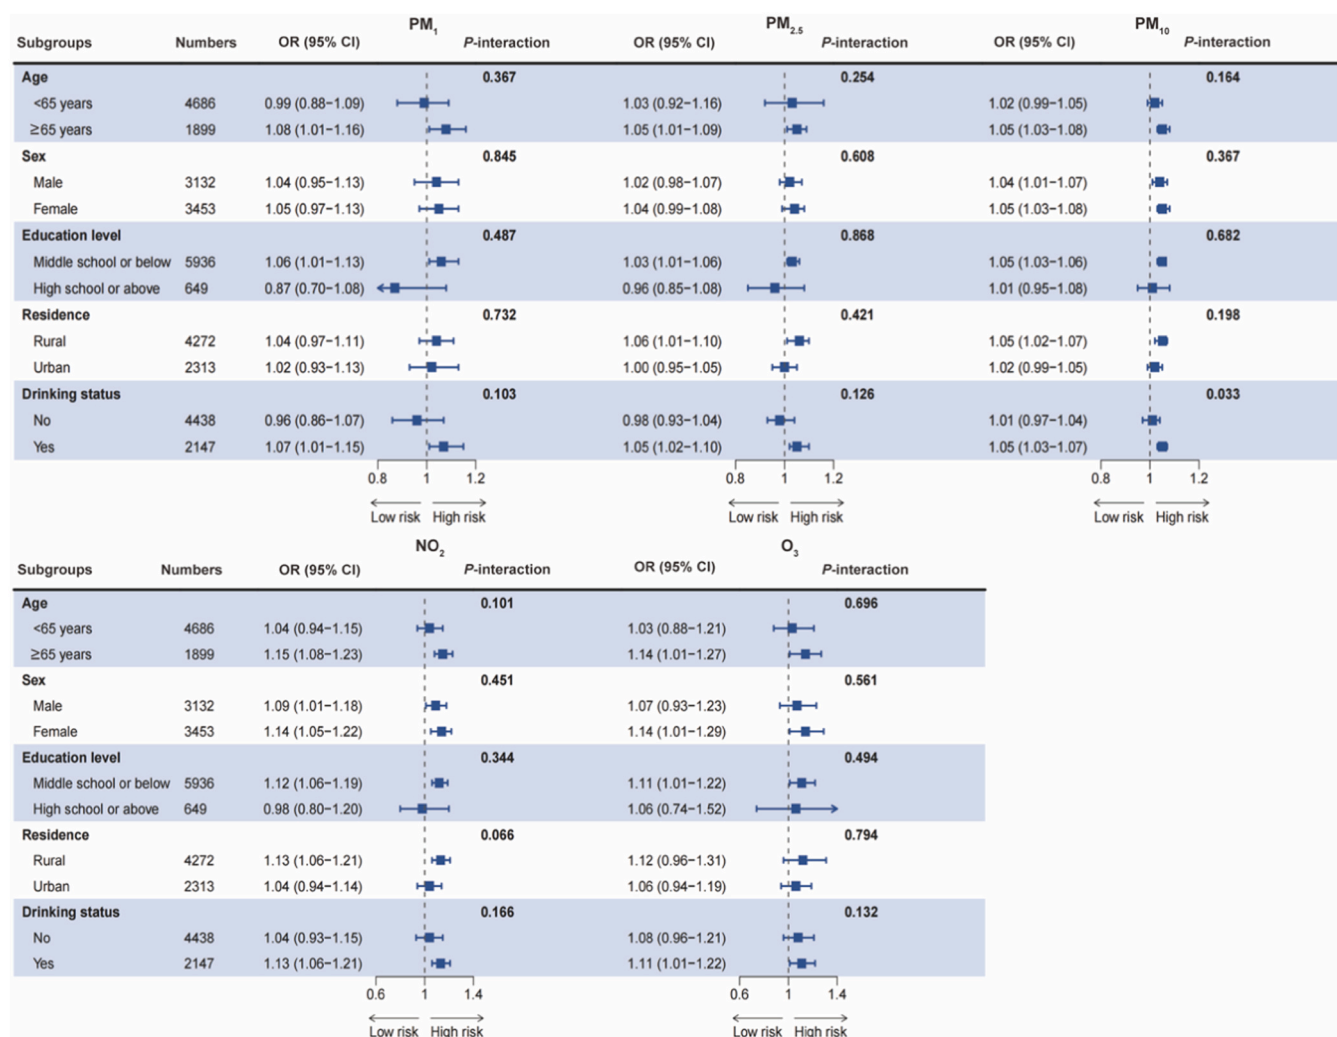 PM1 PM2.5 PM10
Subgroups Numbers OR (95% CI) P-interaction OR (95% CI) P-interaction OR (95% CI) P-interaction
Age 0.367 0.254 0.164
<65 years 4686 0.99 (0.88−1.09) 1.03 (0.92−1.16) 1.02 (0.99−1.05)
≥65 years 1899 1.08 (1.01−1.16) 1.05 (1.01−1.09) 1.05 (1.03−1.08)
Sex 0.845 0.608 0.367
Male 3132 1.04 (0.95−1.13) 1.02 (0.98−1.07) 1.04 (1.01−1.07)
Female 3453 1.05 (0.97−1.13) 1.04 (0.99−1.08) 1.05 (1.03−1.08)
Education level 0.487 0.868 0.682
Middle school or below 5936 1.06 (1.01−1.13) 1.03 (1.01−1.06) 1.05 (1.03−1.06)
High school or above 649 0.87 (0.70−1.08) 0.96 (0.85−1.08) 1.01 (0.95−1.08)
Residence 0.732 0.421 0.198
Rural 4272 1.04 (0.97−1.11) 1.06 (1.01−1.10) 1.05 (1.02−1.07)
Urban 2313 1.02 (0.93−1.13) 1.00 (0.95−1.05) 1.02 (0.99−1.05)
Drinking status 0.103 0.126 0.033
No 4438 0.96 (0.86−1.07) 0.98 (0.93−1.04) 1.01 (0.97−1.04)
Yes 2147 1.07 (1.01−1.15) 1.05 (1.02−1.10) 1.05 (1.03−1.07)
0.8 1 1.2 0.8 1 1.2 0.8 1 1.2
Low risk High risk Low risk High risk Low risk High risk
NO2 O3
Subgroups Numbers OR (95% CI) P-interaction OR (95% CI) P-interaction
Age 0.101 0.696
<65 years 4686 1.04 (0.94−1.15) 1.03 (0.88−1.21)
≥65 years 1899 1.15 (1.08−1.23) 1.14 (1.01−1.27)
Sex 0.451 0.561
Male 3132 1.09 (1.01−1.18) 1.07 (0.93−1.23)
Female 3453 1.14 (1.05−1.22) 1.14 (1.01−1.29)
Education level 0.344 0.494
Middle school or below 5936 1.12 (1.06−1.19) 1.11 (1.01−1.22)
High school or above 649 0.98 (0.80−1.20) 1.06 (0.74−1.52)
Residence 0.066 0.794
Rural 4272 1.13 (1.06−1.21) 1.12 (0.96−1.31)
Urban 2313 1.04 (0.94−1.14) 1.06 (0.94−1.19)
Drinking status 0.166 0.132
No 4438 1.04 (0.93−1.15) 1.08 (0.96−1.21)
Yes 2147 1.13 (1.06−1.21) 1.11 (1.01−1.22)
0.6 1 1.4 0.6 1 1.4
Low risk High risk Low risk High risk